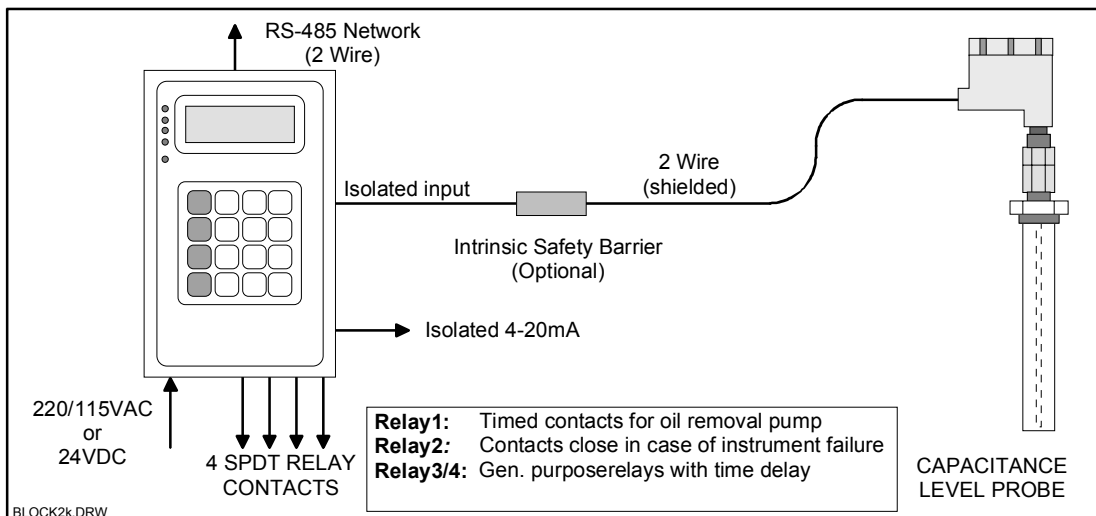 RS-485 Network
(2 Wire)
Isolated input
2 Wire
(shielded)
Intrinsic Safety Barrier
(Optional)
Isolated 4-20mA
220/115VAC
or
24VDC
4 SPDT RELAY
CONTACTS
Relay1: Timed contacts for oil removal pump
Relay2: Contacts close in case of instrument failure
Relay3/4: Gen. purposerelays with time delay
CAPACITANCE
LEVEL PROBE
BLOCK2k.DRW